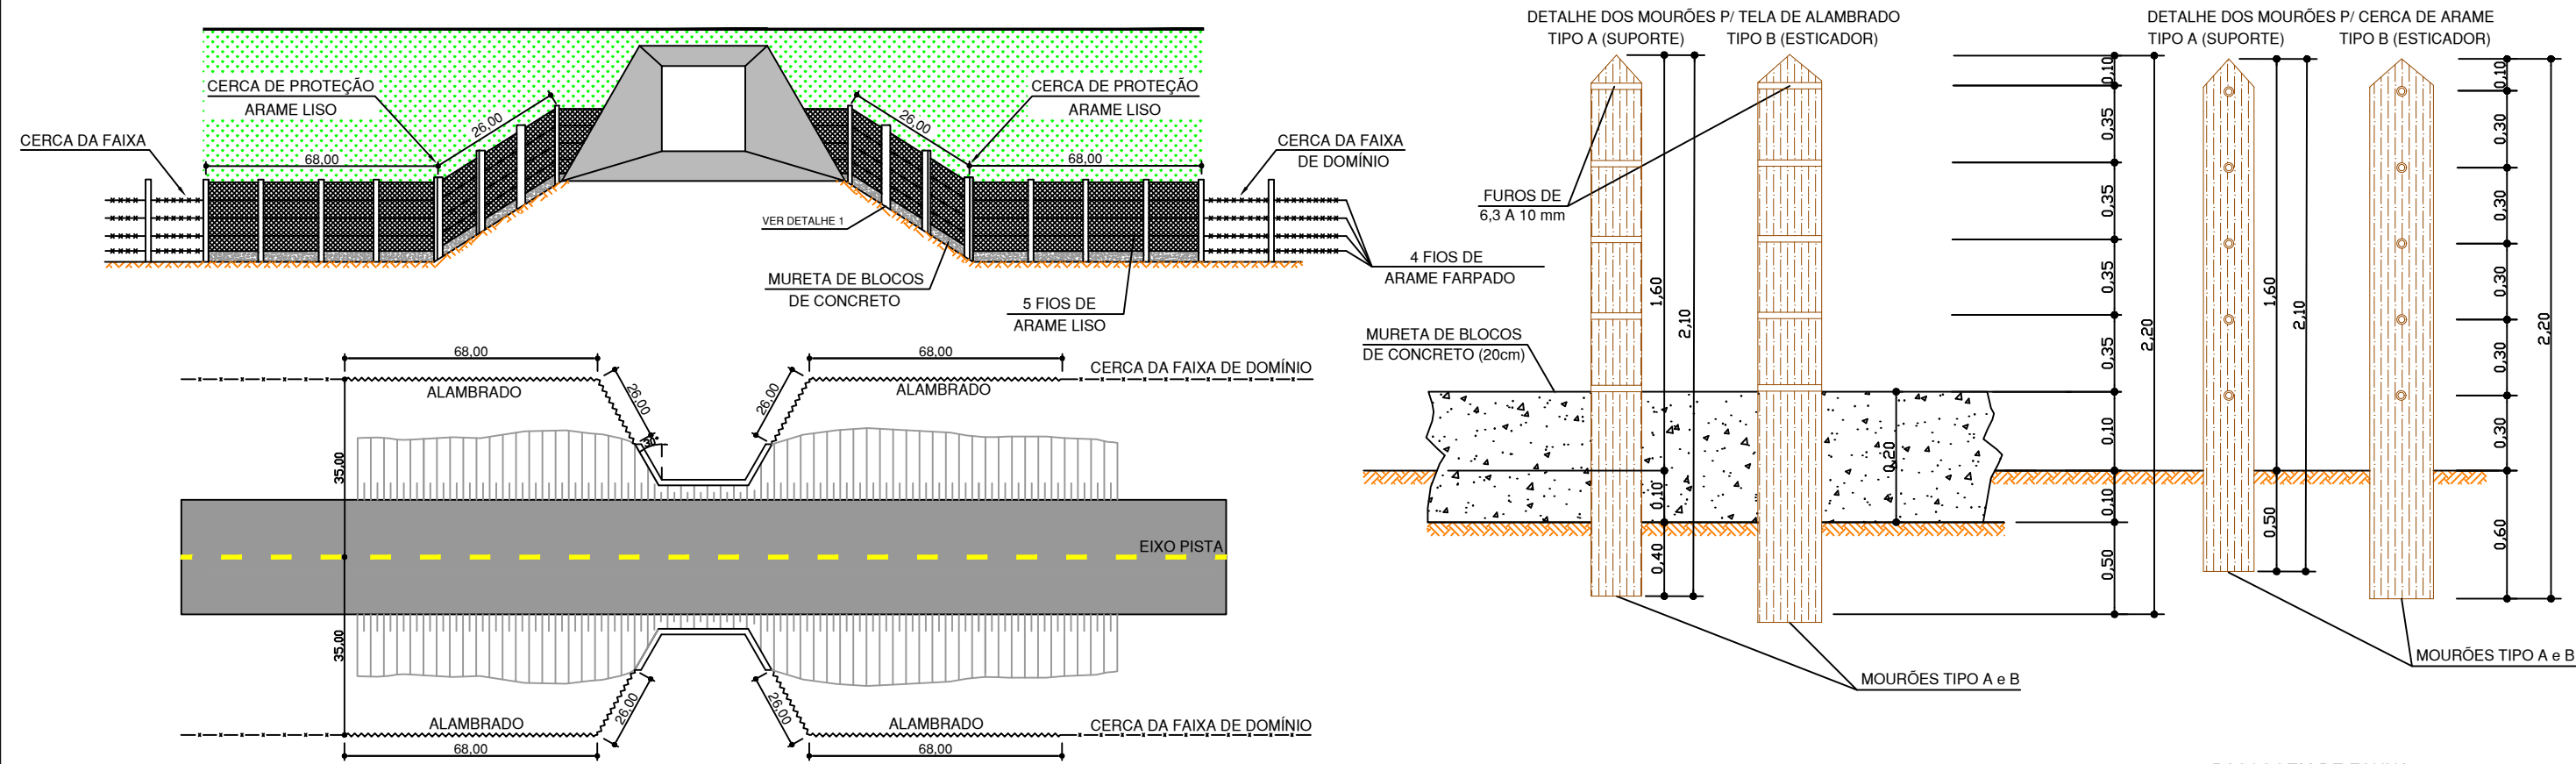 CERCA DE PROTEÇÃO
ARAME LISO
CERCA DA FAIXA
68,00
26,00
26,00
CERCA DE PROTEÇÃO
ARAME LISO
68,00
CERCA DA FAIXA
DE DOMÍNIO
VER DETALHE 1
MURETA DE BLOCOS
DE CONCRETO
5 FIOS DE
ARAME LISO
4 FIOS DE
ARAME FARPADO
68,00
68,00
CERCA DA FAIXA DE DOMÍNIO
ALAMBRADO
ALAMBRADO
26,00
26,00
30°
35,00
EIXO PISTA
35,00
26,00
26,00
ALAMBRADO
ALAMBRADO
CERCA DA FAIXA DE DOMÍNIO
68,00
68,00
DETALHE DOS MOURÕES P/ TELA DE ALAMBRADO
TIPO A (SUPORTE)
TIPO B (ESTICADOR)
FUROS DE
6,3 A 10 mm
MURETA DE BLOCOS
DE CONCRETO (20cm)
1,60
2,10
0,10
0,40
0,20
0,10
0,35
0,35
0,35
0,35
0,10
0,10
0,50
2,20
MOURÕES TIPO A e B
DETALHE DOS MOURÕES P/ CERCA DE ARAME
TIPO A (SUPORTE)
TIPO B (ESTICADOR)
1,60
2,10
0,50
0,10
0,30
0,30
0,30
0,30
0,30
0,60
2,20
MOURÕES TIPO A e B